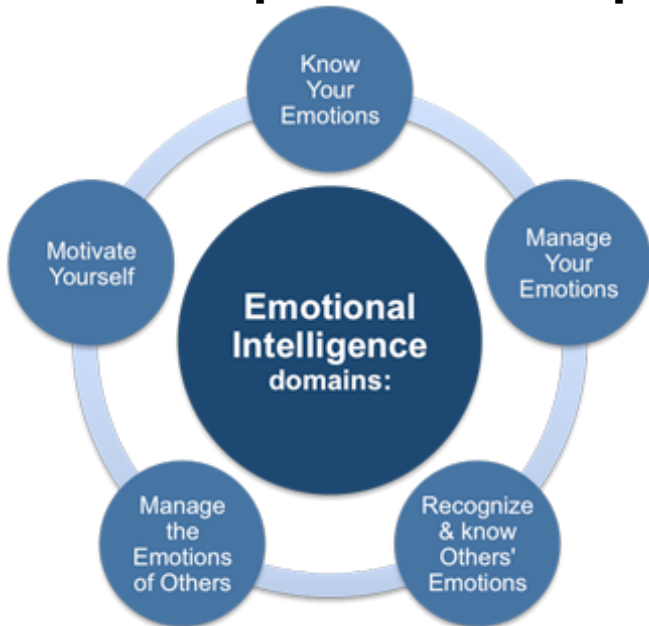 Know
Your
Emotions
Manage
Your
Emotions
Recognize
& know
Others'
Emotions
Manage
the
Emotions
of Others
Motivate
Yourself
Emotional
Intelligence
domains: